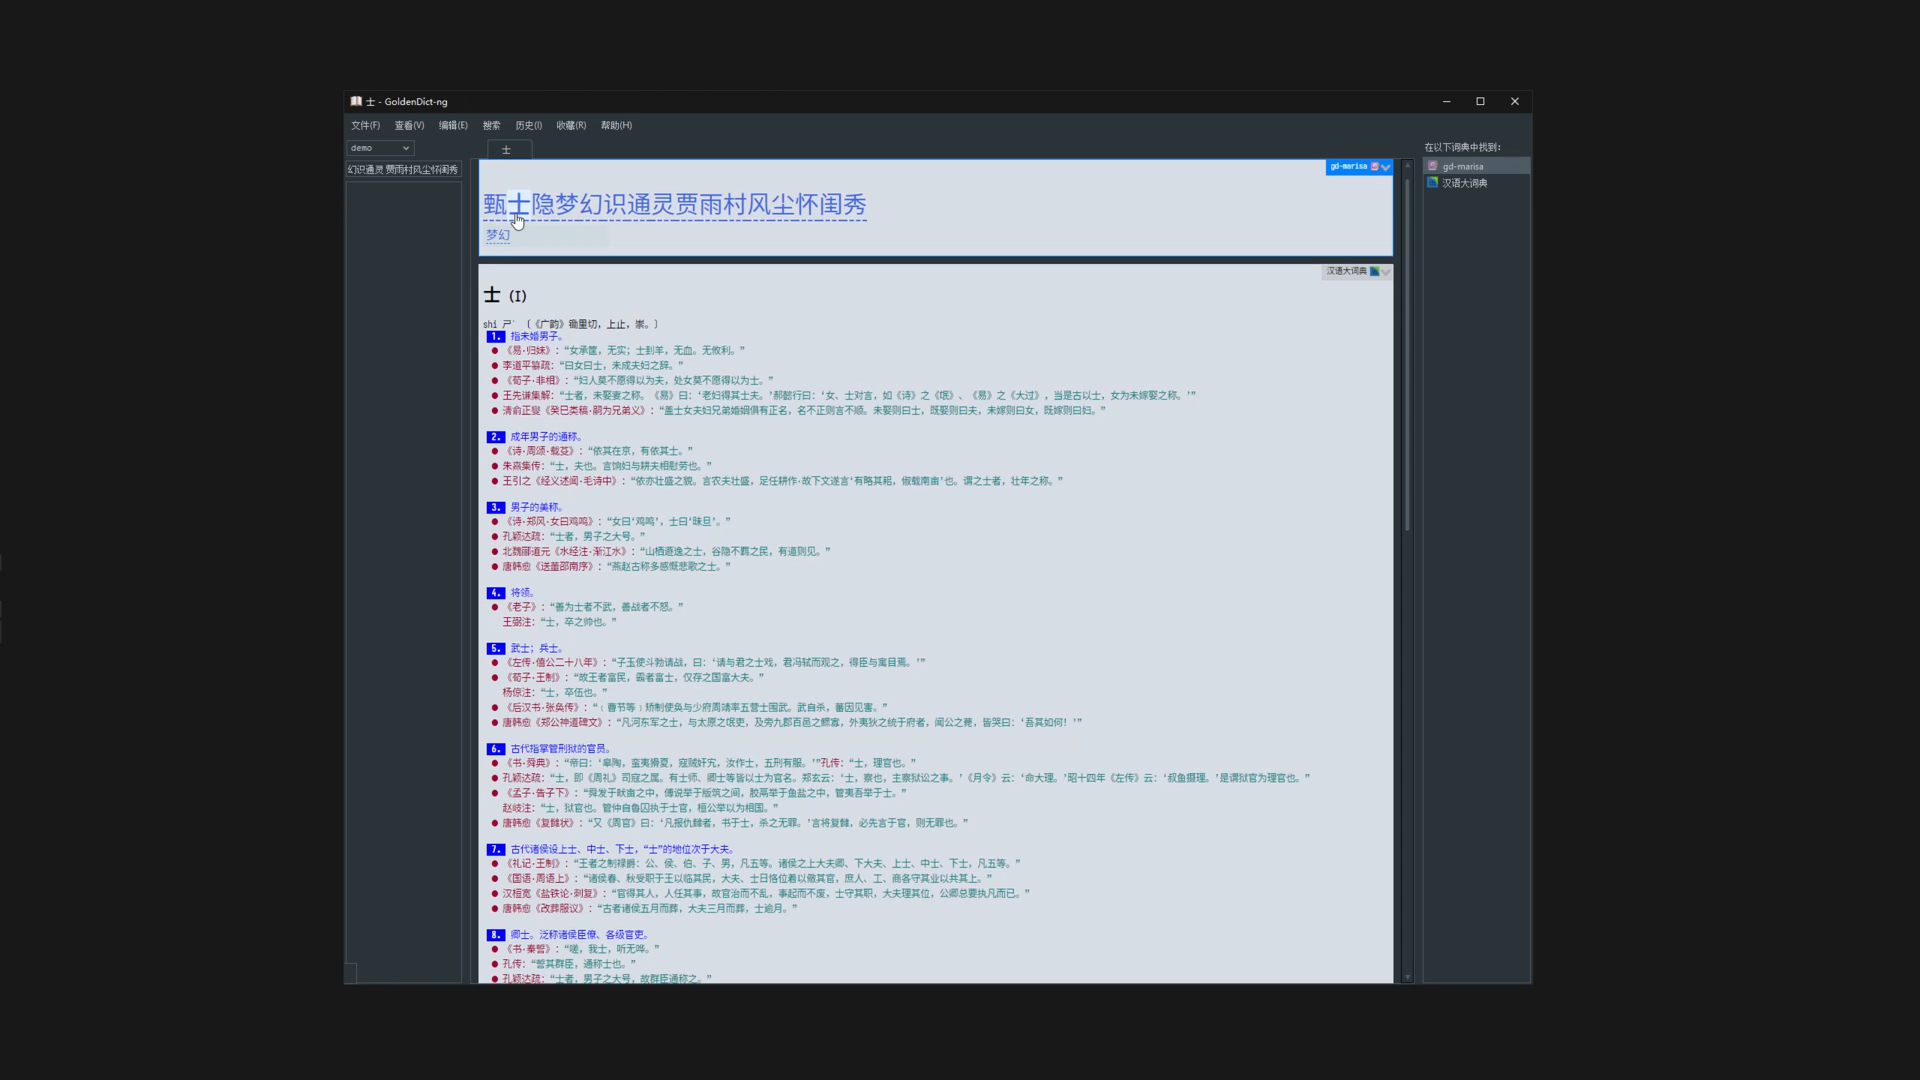 士 - GoldenDict-ng
文件(F) 查看(V) 编辑(E) 搜索 历史(I) 收藏(R) 帮助(H)
demo
士
在以下词典中找到:
幻识通灵 贾雨村风尘怀闺秀
gd-marisa
gd-marisa
汉语大词典
甄士隐梦幻识通灵贾雨村风尘怀闺秀
梦幻
汉语大词典
士 (I)
shi ㄕˋ 〔《广韵》锄里切，上止，崇。〕
1. 指未婚男子。
《易·归妹》：“女承筐，无实；士刲羊，无血。无攸利。”
李道平篹疏：“曰女曰士，未成夫妇之辞。”
《荀子·非相》：“妇人莫不愿得以为夫，处女莫不愿得以为士。”
王先谦集解：“士者，未娶妻之称。《易》曰：‘老妇得其士夫。’郝懿行曰：‘女、士对言，如《诗》之《氓》、《易》之《大过》，当是古以士，女为未嫁娶之称。’”
清俞正燮《癸巳类稿·嗣为兄弟义》：“盖士女夫妇兄弟婚姻俱有正名，名不正则言不顺。未娶则曰士，既娶则曰夫，未嫁则曰女，既嫁则曰妇。”
2. 成年男子的通称。
《诗·周颂·载芟》：“依其在京，有依其士。”
朱熹集传：“士，夫也。言饷妇与耕夫相慰劳也。”
王引之《经义述闻·毛诗中》：“依亦壮盛之貌。言农夫壮盛，足任耕作·故下文遂言‘有略其耜，俶载南亩’也。谓之士者，壮年之称。”
3. 男子的美称。
《诗·郑风·女曰鸡鸣》：“女曰‘鸡鸣’，士曰‘昧旦’。”
孔颖达疏：“士者，男子之大号。”
北魏郦道元《水经注·渐江水》：“山栖遁逸之士，谷隐不羁之民，有道则见。”
唐韩愈《送董邵南序》：“燕赵古称多感慨悲歌之士。”
4. 将领。
《老子》：“善为士者不武，善战者不怒。”
王弼注：“士，卒之帅也。”
5. 武士；兵士。
《左传·僖公二十八年》：“子玉使斗勃请战，曰：‘请与君之士戏，君冯轼而观之，得臣与寓目焉。’”
《荀子·王制》：“故王者富民，霸者富士，仅存之国富大夫。”
杨倞注：“士，卒伍也。”
《后汉书·张奂传》：“﹝曹节等﹞矫制使奂与少府周靖率五营士围武。武自杀，蕃因见害。”
唐韩愈《郑公神道碑文》：“凡河东军之士，与太原之氓吏，及旁九郡百邑之鳏寡，外夷狄之统于府者，闻公之薨，皆哭曰：‘吾其如何！’”
6. 古代指掌管刑狱的官员。
《书·舜典》：“帝曰：‘皋陶，蛮夷猾夏，寇贼奸宄，汝作士，五刑有服。’”孔传：“士，理官也。”
孔颖达疏：“士，即《周礼》司寇之属。有士师、卿士等皆以士为官名。郑玄云：‘士，察也，主察狱讼之事。’《月令》云：‘命大理。’昭十四年《左传》云：‘叔鱼摄理。’是谓狱官为理官也。”
《孟子·告子下》：“舜发于畎亩之中，傅说举于版筑之间，胶鬲举于鱼盐之中，管夷吾举于士。”
赵岐注：“士，狱官也。管仲自鲁囚执于士官，桓公举以为相国。”
唐韩愈《复雠状》：“又《周官》曰：‘凡报仇雠者，书于士，杀之无罪。’言将复雠，必先言于官，则无罪也。”
7. 古代诸侯设上士、中士、下士，“士”的地位次于大夫。
《礼记·王制》：“王者之制禄爵：公、侯、伯、子、男，凡五等。诸侯之上大夫卿、下大夫、上士、中士、下士，凡五等。”
《国语·周语上》：“诸侯春、秋受职于王以临其民，大夫、士日恪位着以儆其官，庶人、工、商各守其业以共其上。”
汉桓宽《盐铁论·刺复》：“官得其人，人任其事，故官治而不乱，事起而不废，士守其职，大夫理其位，公卿总要执凡而已。”
唐韩愈《改葬服议》：“古者诸侯五月而葬，大夫三月而葬，士逾月。”
8. 卿士。泛称诸侯臣僚、各级官吏。
《书·秦誓》：“嗟，我士，听无哗。”
孔传：“誓其群臣，通称士也。”
孔颖达疏：“士者，男子之大号，故群臣通称之。”